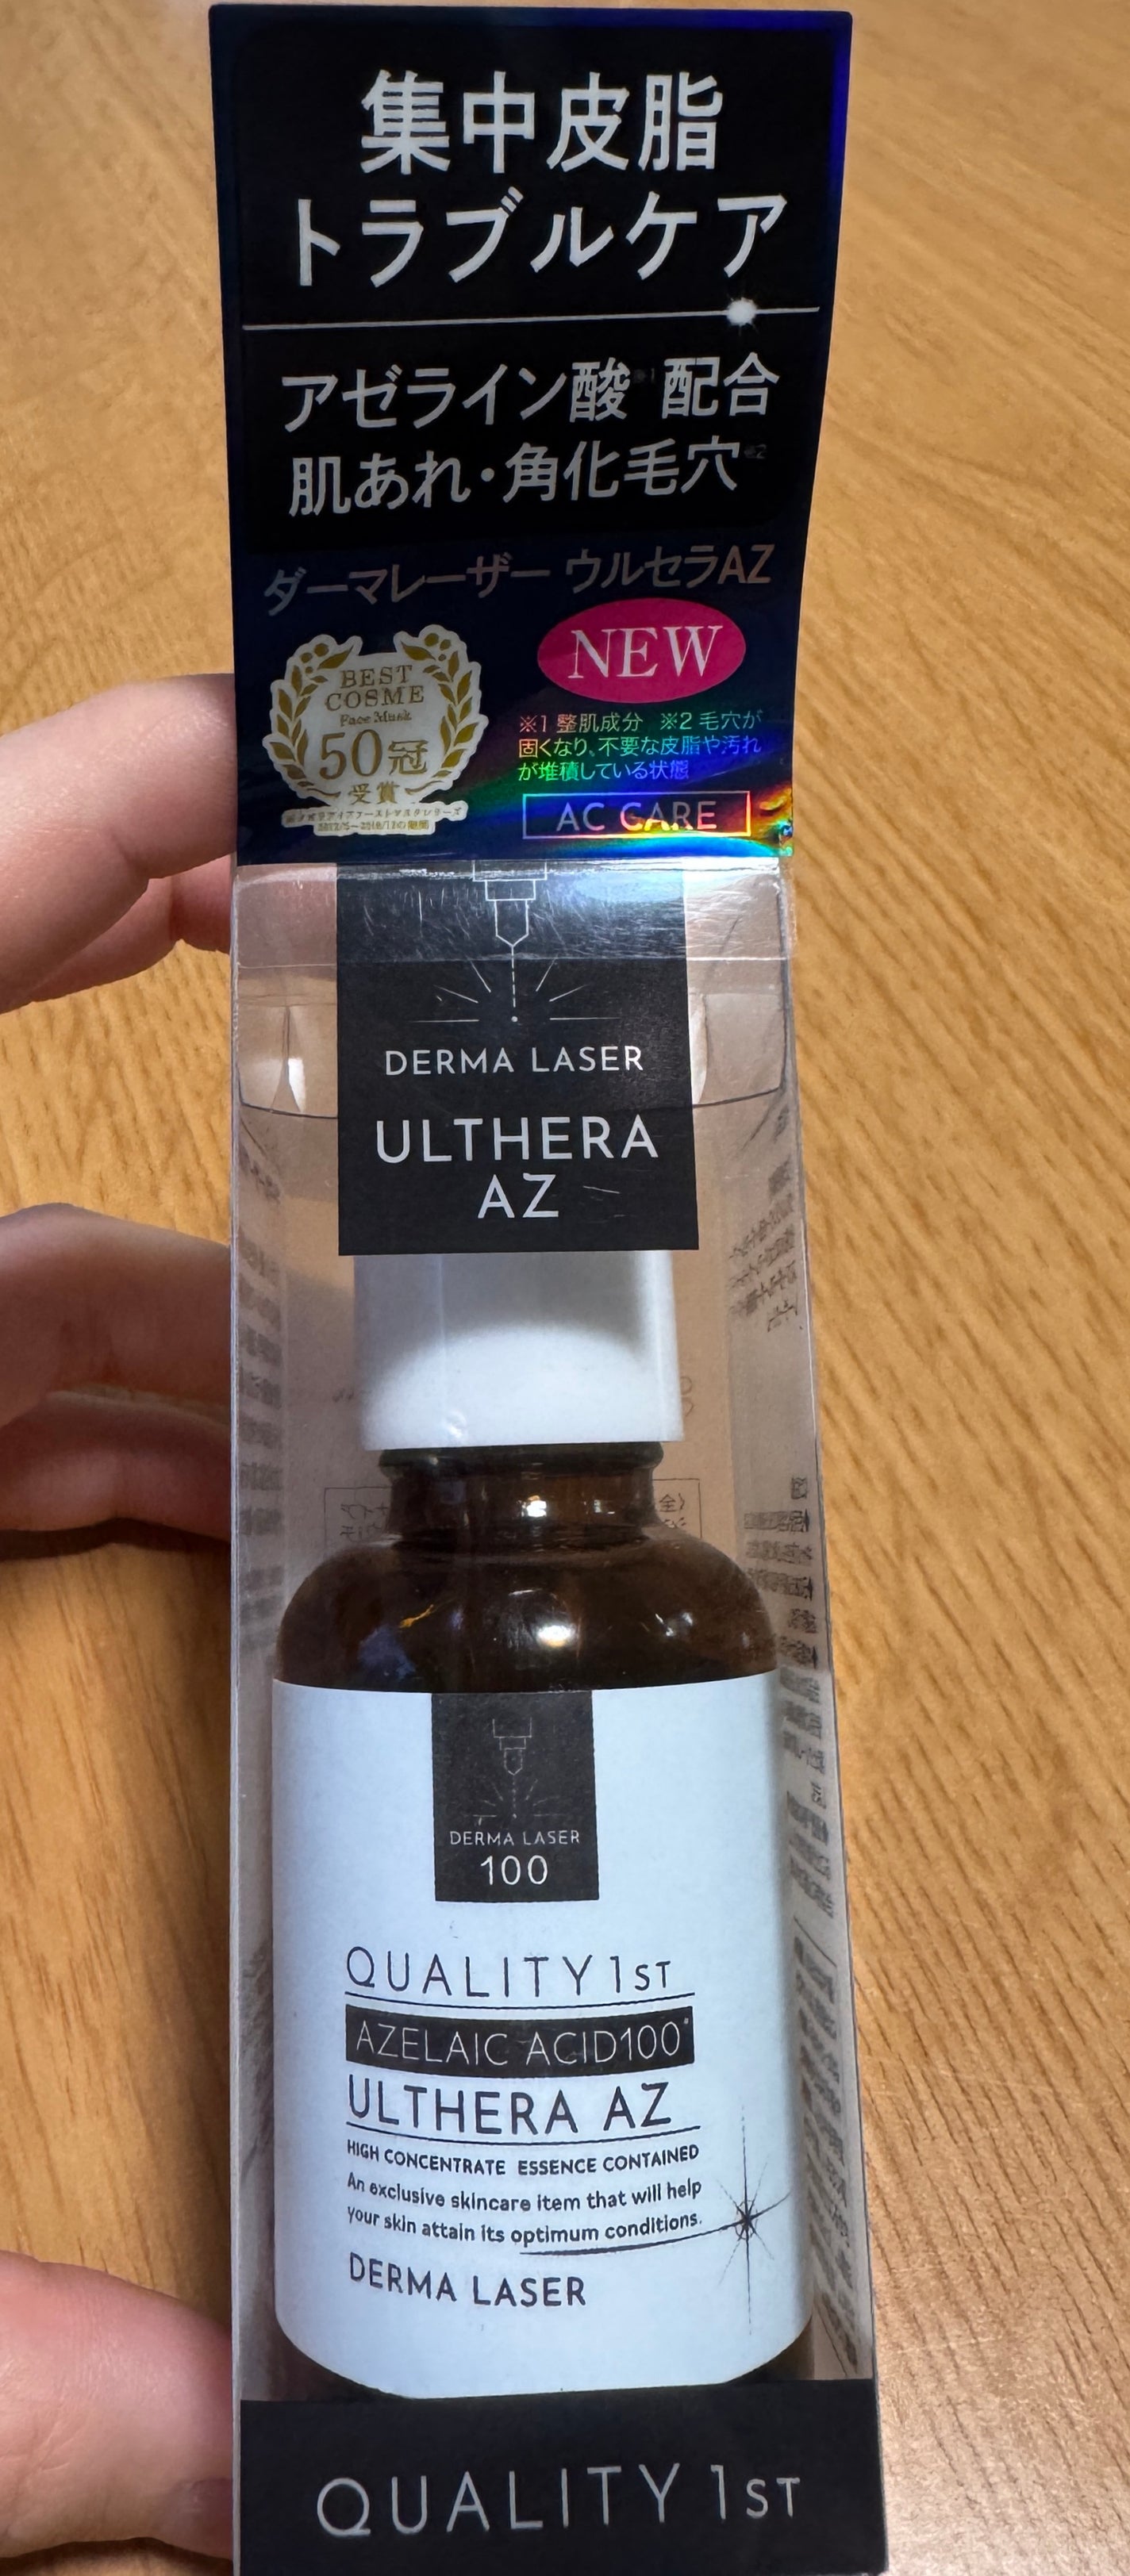 集中皮脂
トラブルケア
アゼライン酸※1 配合
肌あれ・角化毛穴※2
ダーマレーザー ウルセラAZ
BEST
COSME
Face Mask
50冠
受賞
NEW
※1 整肌成分 ※2 毛穴が
固くなり、不要な皮脂や汚れ
が堆積している状態
AC CARE
DERMA LASER
ULTHERA
AZ
DERMA LASER
100
QUALITY 1ST
AZELAIC ACID100*
ULTHERA AZ
HIGH CONCENTRATE ESSENCE CONTAINED
An exclusive skincare item that will help
your skin attain its optimum conditions.
DERMA LASER
QUALITY 1ST